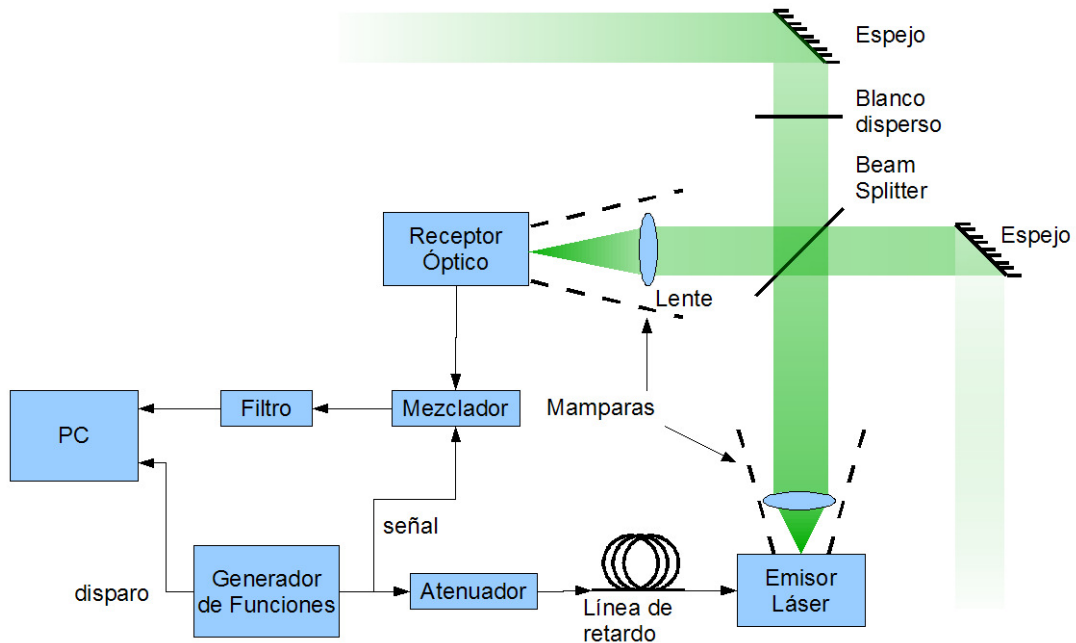 Espejo
Blanco
disperso
Beam
Splitter
Receptor
Óptico
Espejo
Lente
PC
Filtro
Mezclador
Mamparas
señal
disparo
Generador
de Funciones
Atenuador
Línea de
retardo
Emisor
Láser